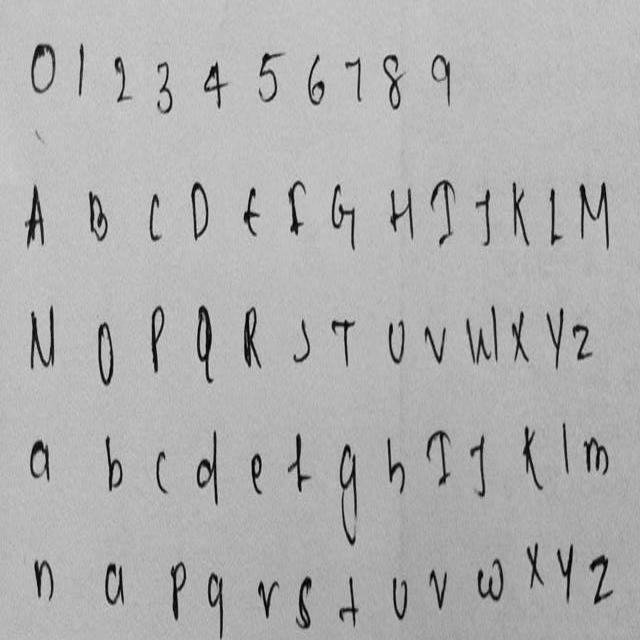 0 1 2 3 4 5 6 7 8 9
A B C D E F G H I J K L M
N O P Q R S T U V W X Y Z
a b c d e f g h I J K l m
n a p q r s t u v w x y z